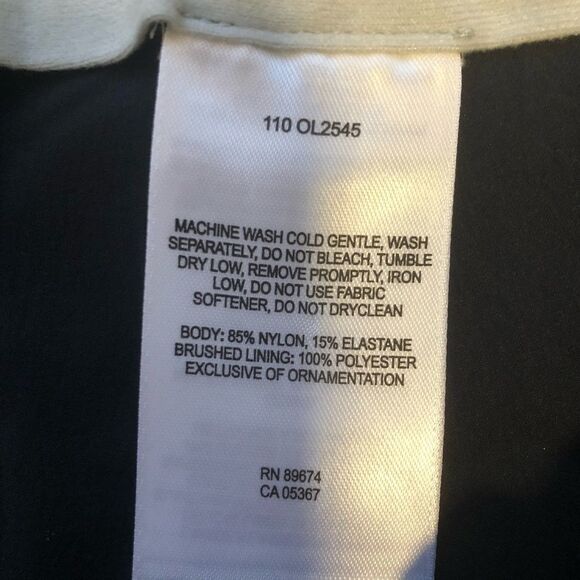 110 OL2545
MACHINE WASH COLD GENTLE, WASH
SEPARATELY, DO NOT BLEACH, TUMBLE
DRY LOW, REMOVE PROMPTLY, IRON
LOW, DO NOT USE FABRIC
SOFTENER, DO NOT DRYCLEAN
BODY: 85% NYLON, 15% ELASTANE
BRUSHED LINING: 100% POLYESTER
EXCLUSIVE OF ORNAMENTATION
RN 89674
CA 05367